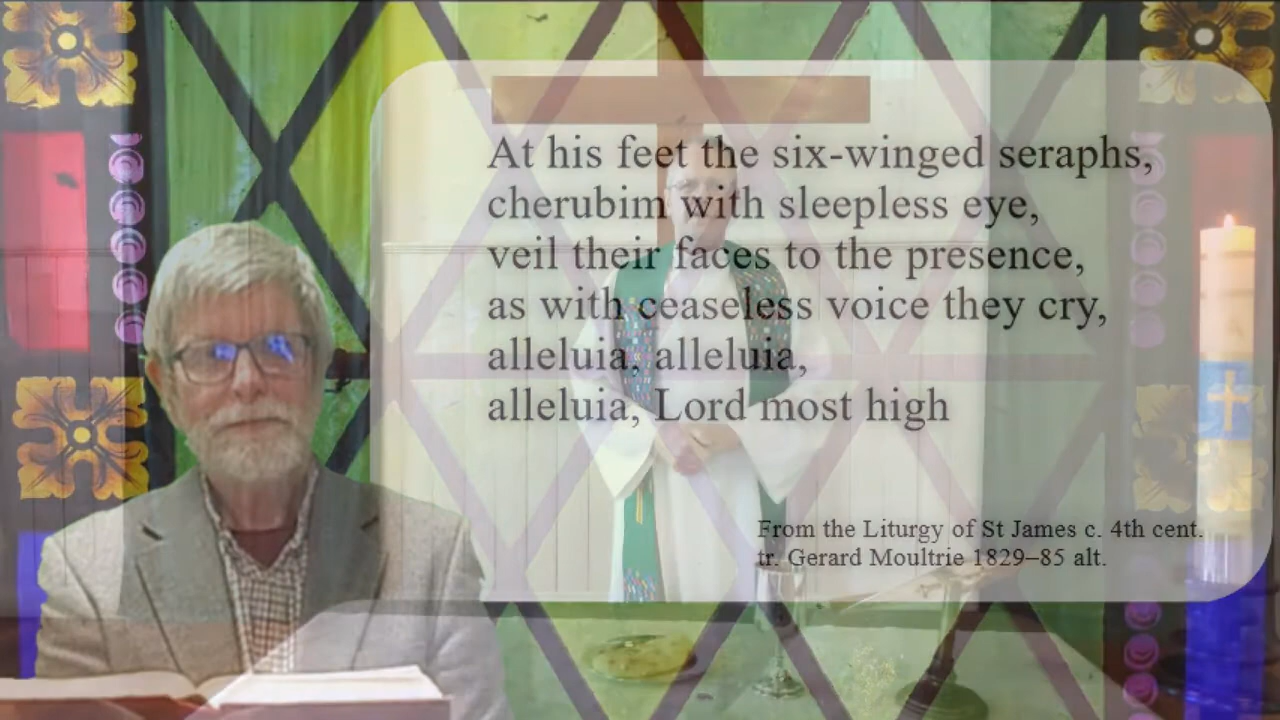 At his feet the six-winged seraphs,
cherubim with sleepless eye,
veil their faces to the presence,
as with ceaseless voice they cry,
alleluia, alleluia,
alleluia, Lord most high
From the Liturgy of St James c. 4th cent.
tr. Gerard Moultrie 1829–85 alt.